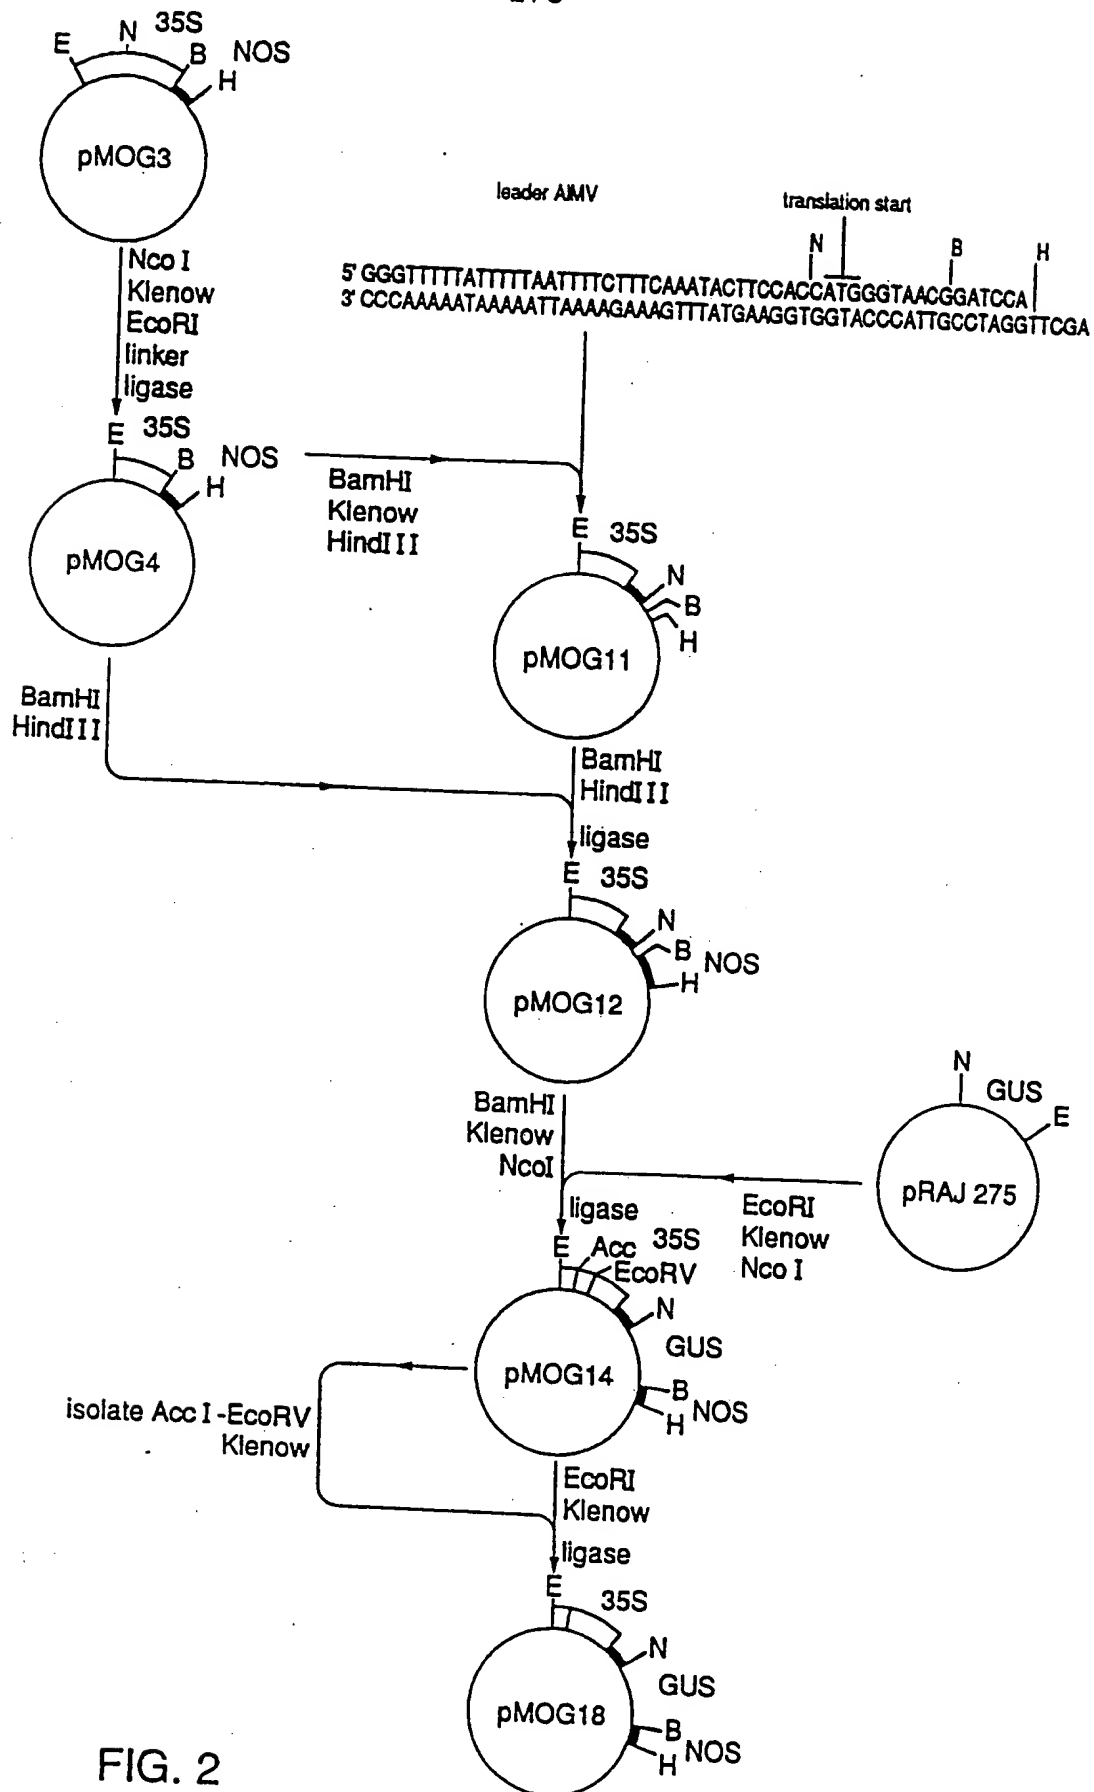 E N 35S B NOS H
pMOG3
Nco I
Klenow
EcoRI
linker
ligase
leader AlMV
translation start
N B H
5' GGGTTTTTATTTTTAATTTTCTTTCAAATACTTCCACCATGGGTAACGGATCCA
3' CCCAAAAATAAAAATTAAAAGAAAGTTTATGAAGGTGGTACCCATTGCCTAGGTTCGA
E 35S B NOS H
pMOG4
BamHI
Klenow
HindIII
E 35S N B H
pMOG11
BamHI
HindIII
BamHI
HindIII
ligase
E 35S N B NOS H
pMOG12
BamHI
Klenow
NcoI
ligase
N GUS E
pRAJ 275
EcoRI
Klenow
Nco I
E Acc 35S
EcoRV
N
GUS
pMOG14
B
H NOS
isolate Acc I-EcoRV
Klenow
EcoRI
Klenow
ligase
E 35S
N
GUS
pMOG18
B
H NOS
FIG. 2